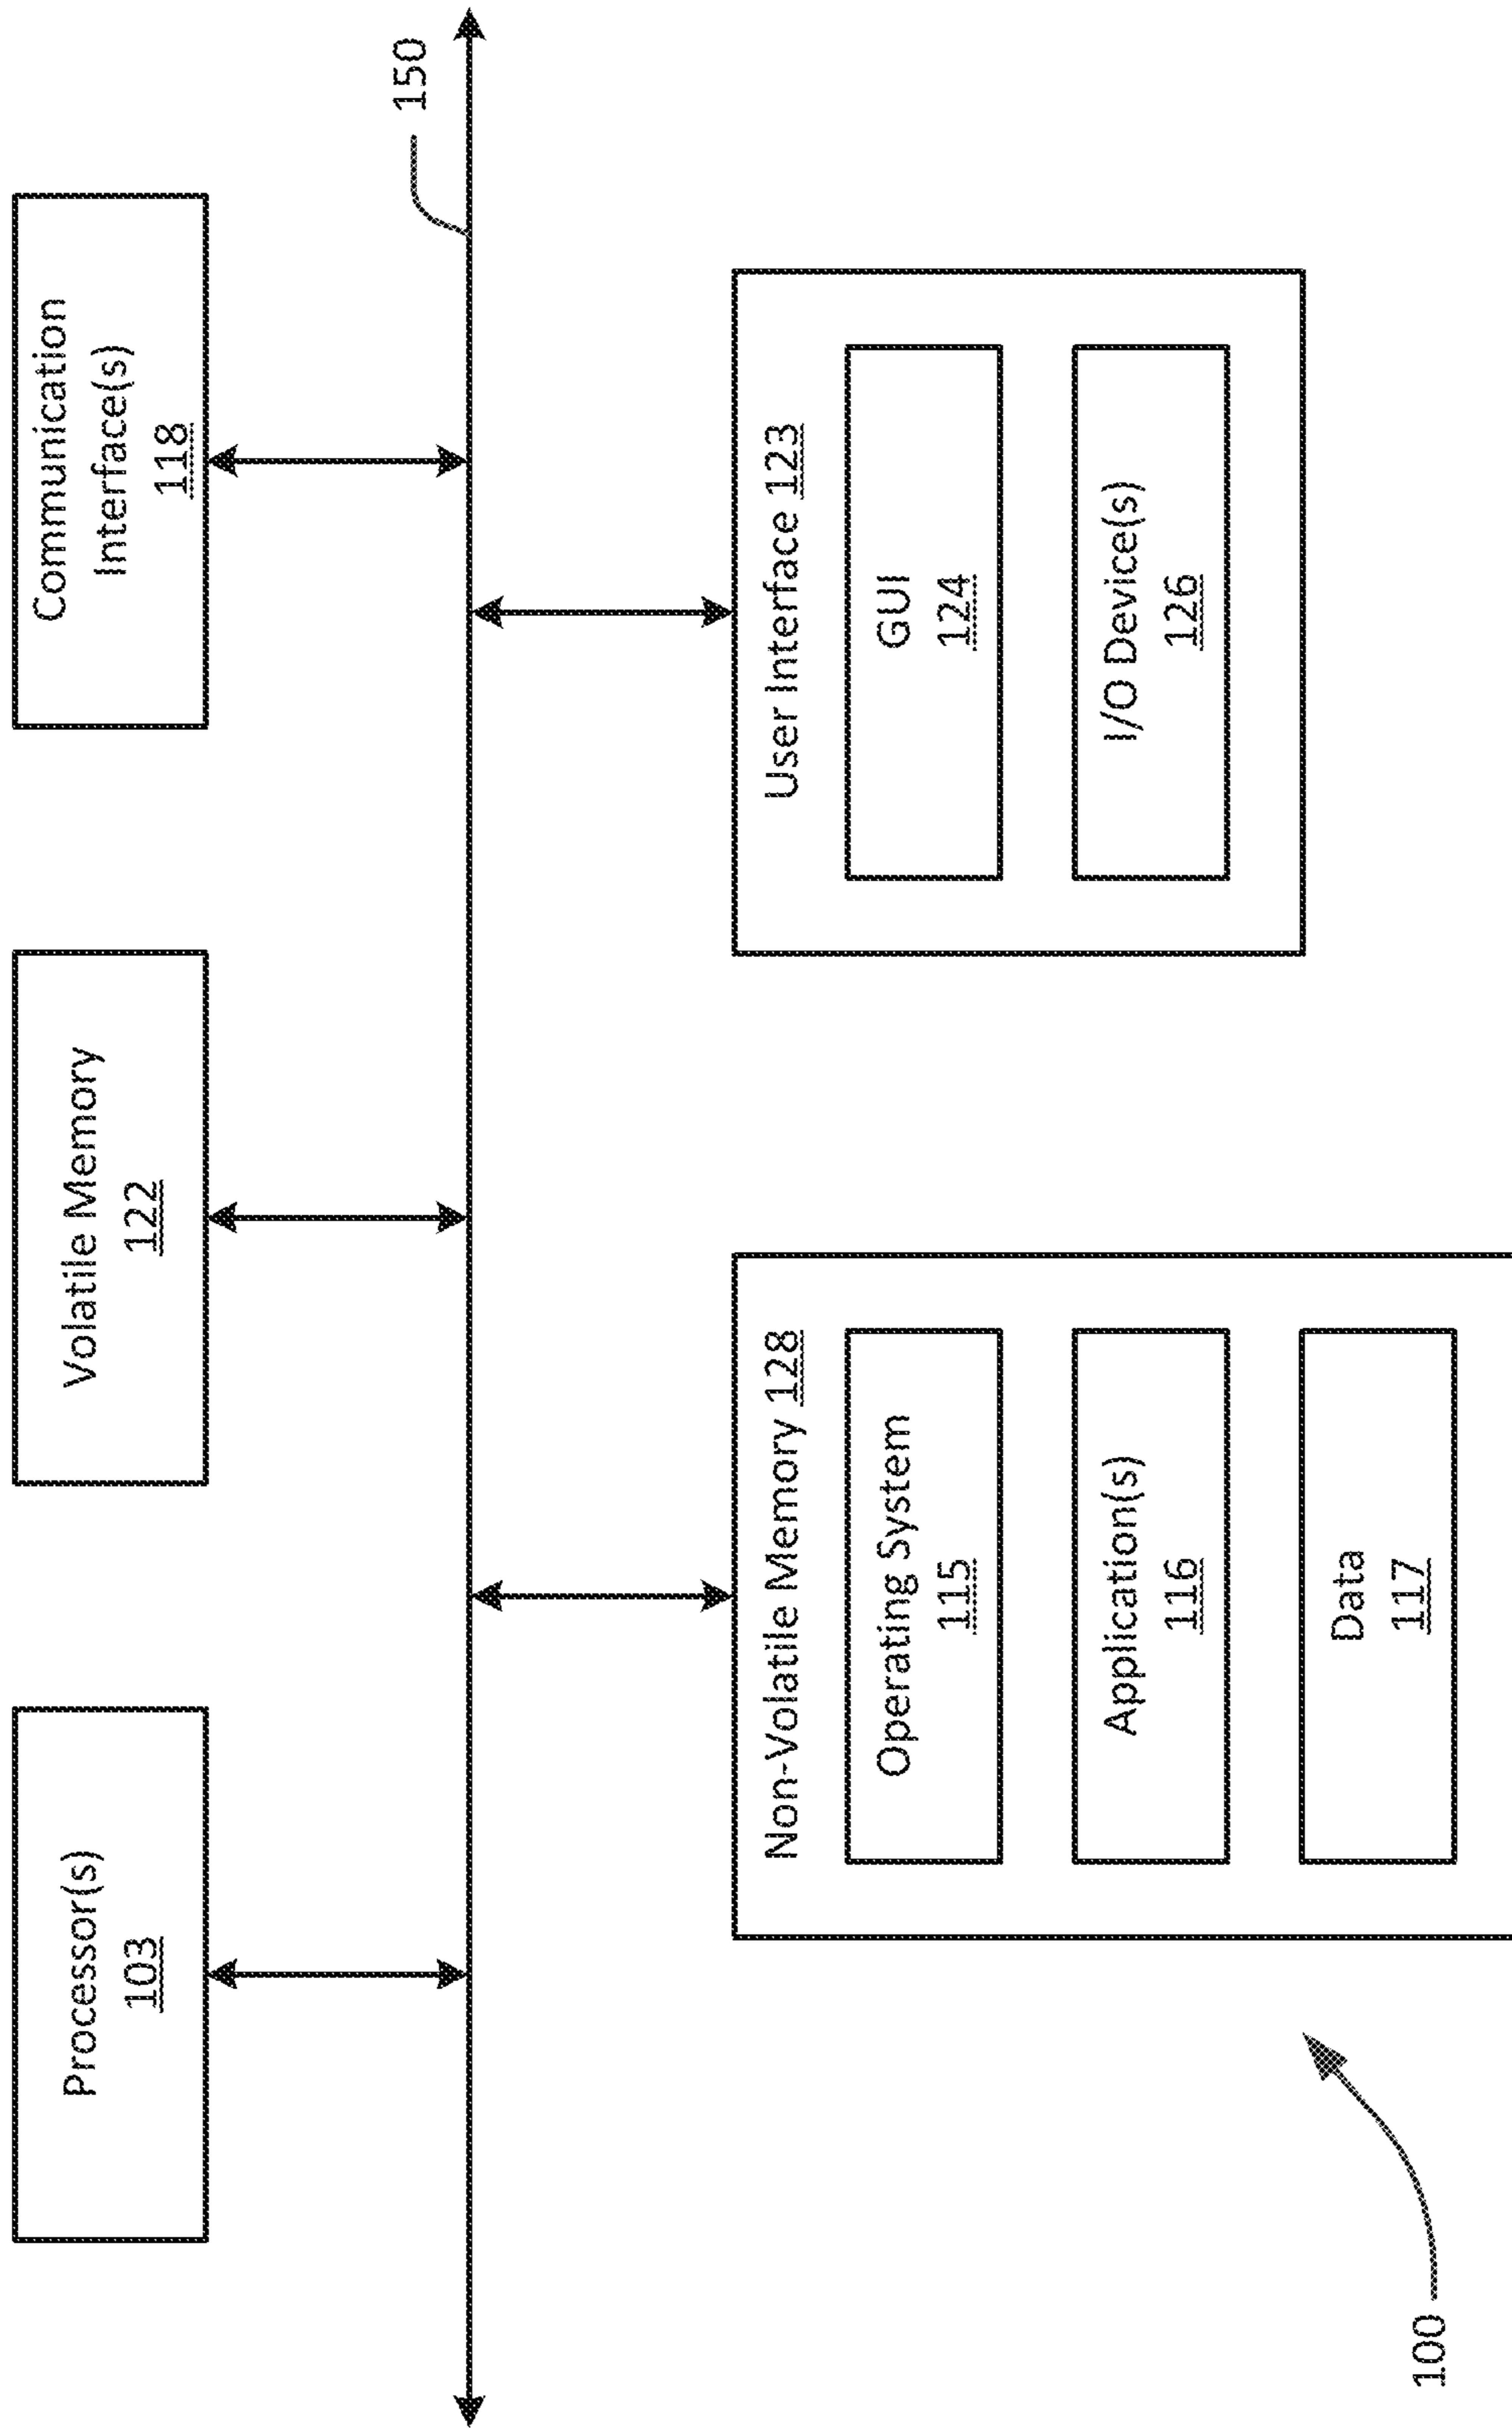 Processor(s)
103
Volatile Memory
122
Communication
Interface(s)
118
150
Non-Volatile Memory 128
Operating System
115
Application(s)
116
Data
117
User Interface 123
GUI
124
I/O Device(s)
126
100